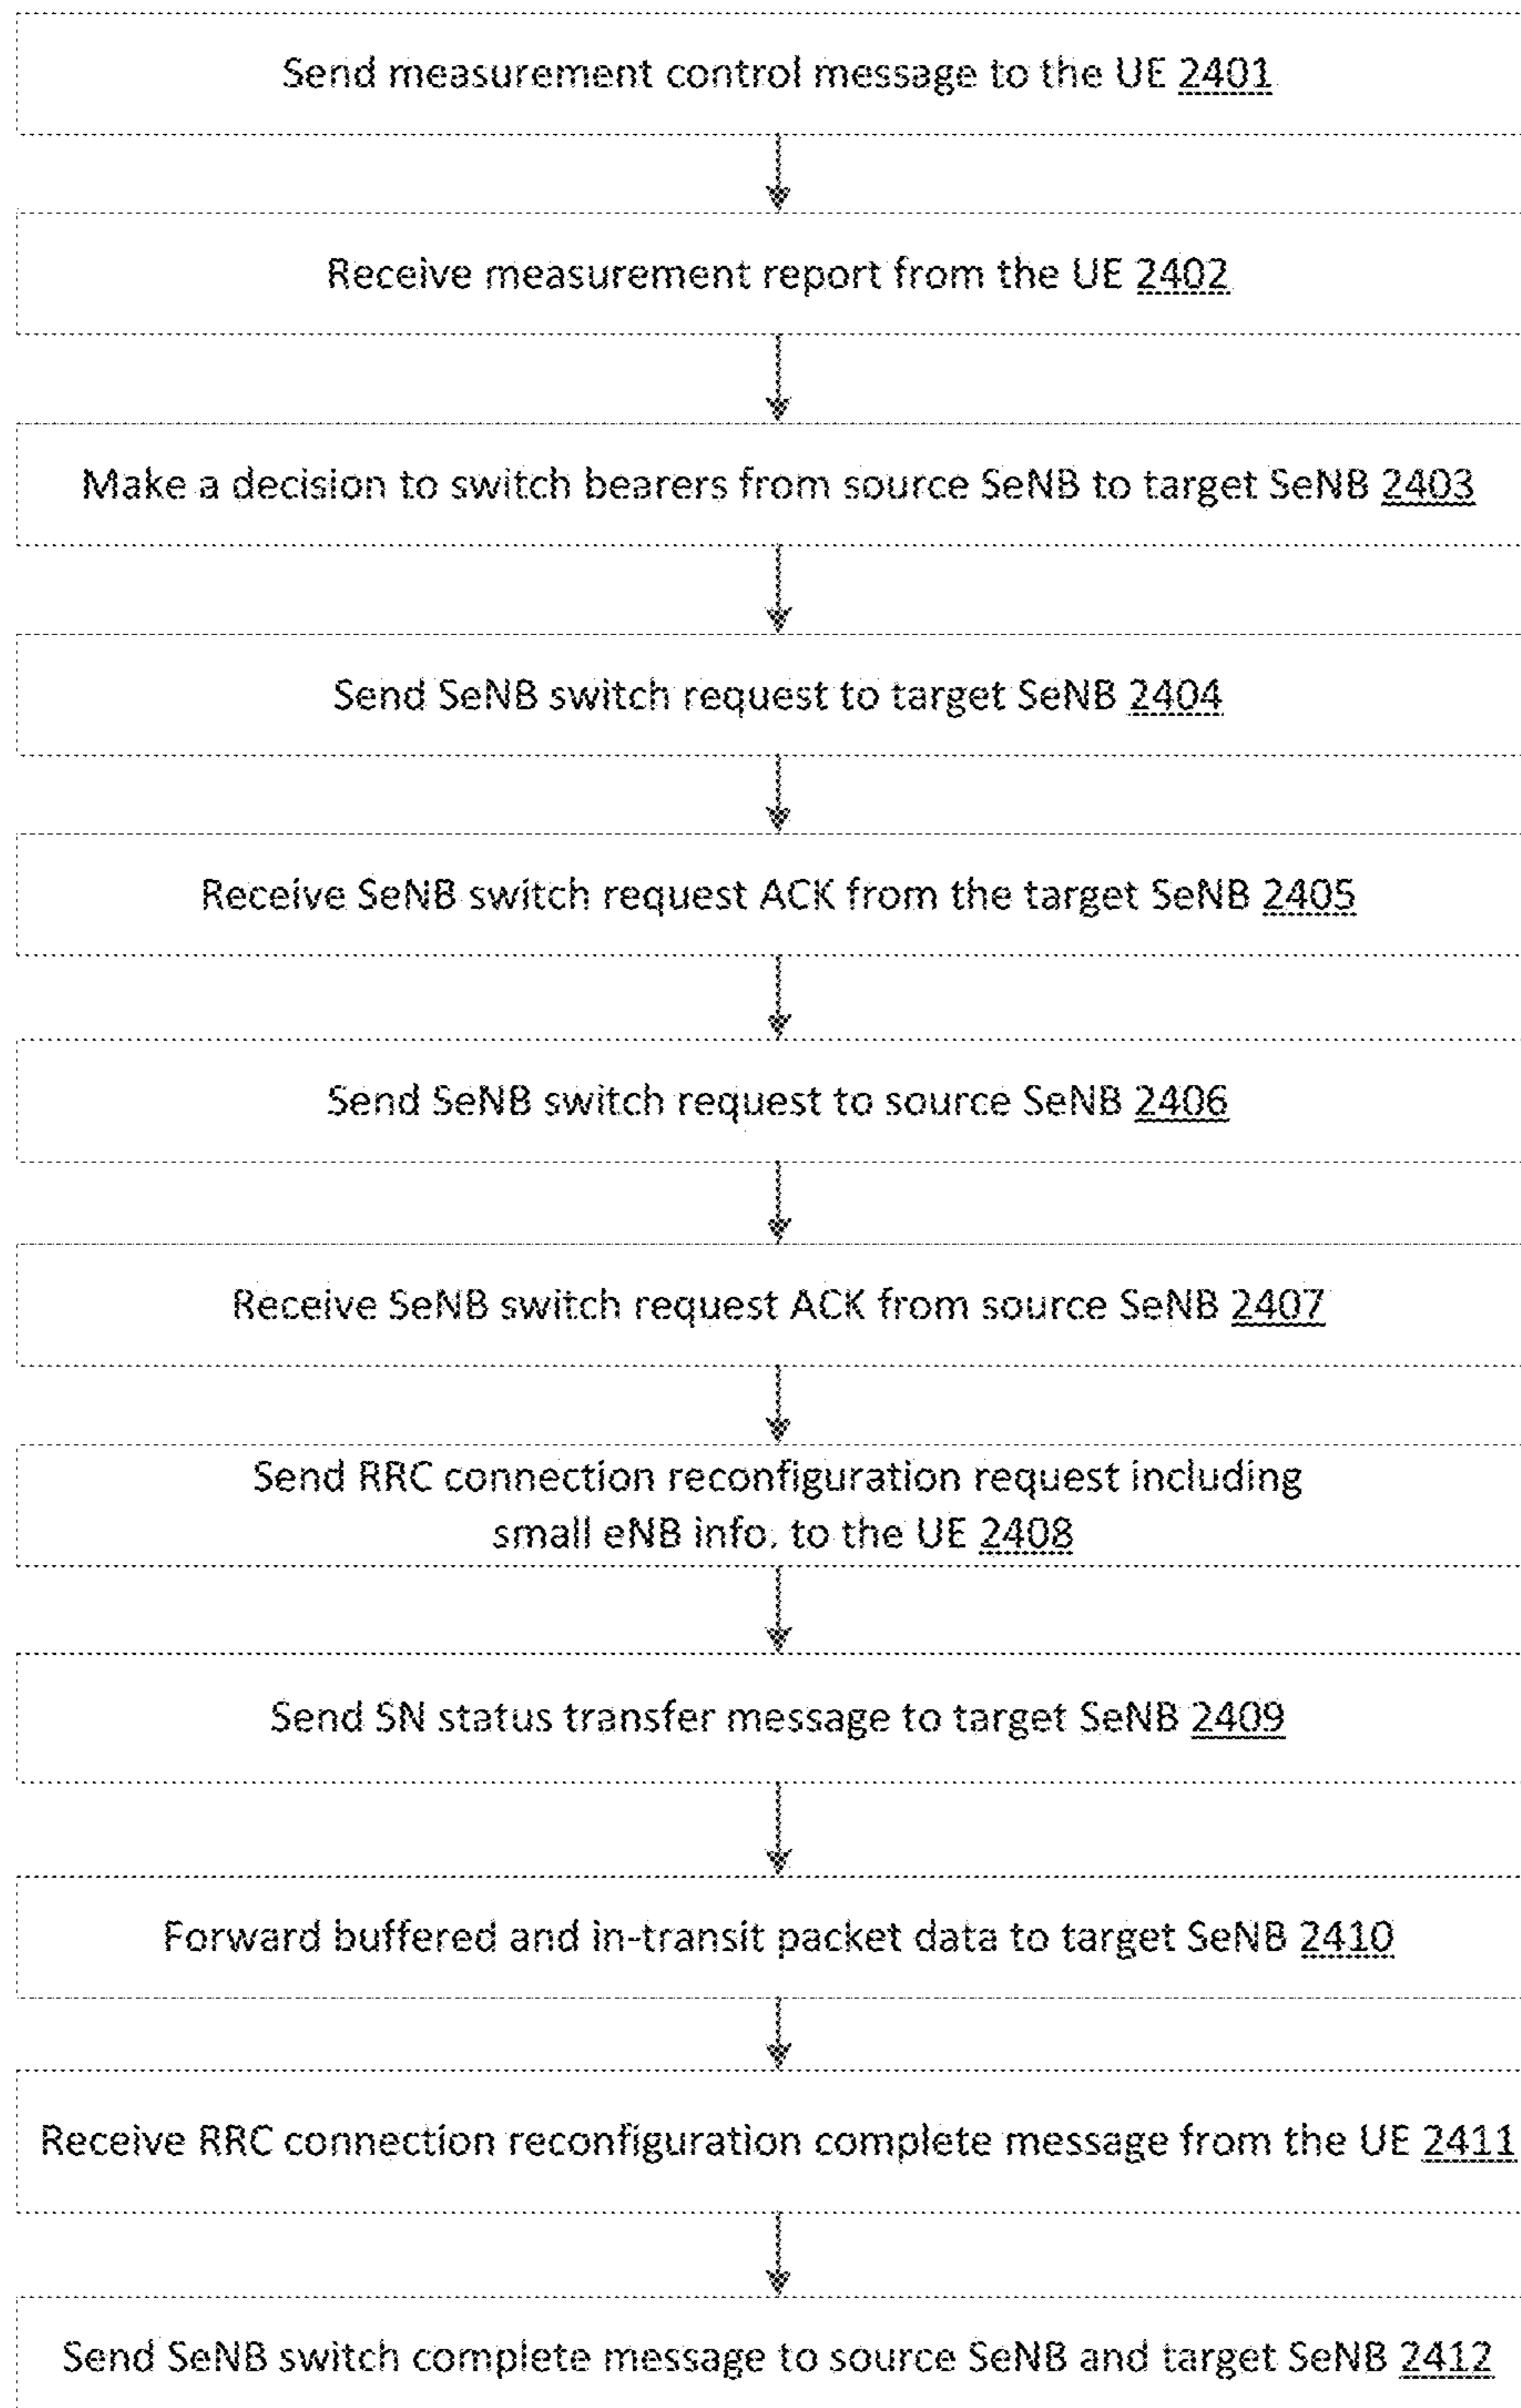 Send measurement control message to the UE 2401
Receive measurement report from the UE 2402
Make a decision to switch bearers from source SeNB to target SeNB 2403
Send SeNB switch request to target SeNB 2404
Receive SeNB switch request ACK from the target SeNB 2405
Send SeNB switch request to source SeNB 2406
Receive SeNB switch request ACK from source SeNB 2407
Send RRC connection reconfiguration request including
small eNB info. to the UE 2408
Send SN status transfer message to target SeNB 2409
Forward buffered and in-transit packet data to target SeNB 2410
Receive RRC connection reconfiguration complete message from the UE 2411
Send SeNB switch complete message to source SeNB and target SeNB 2412